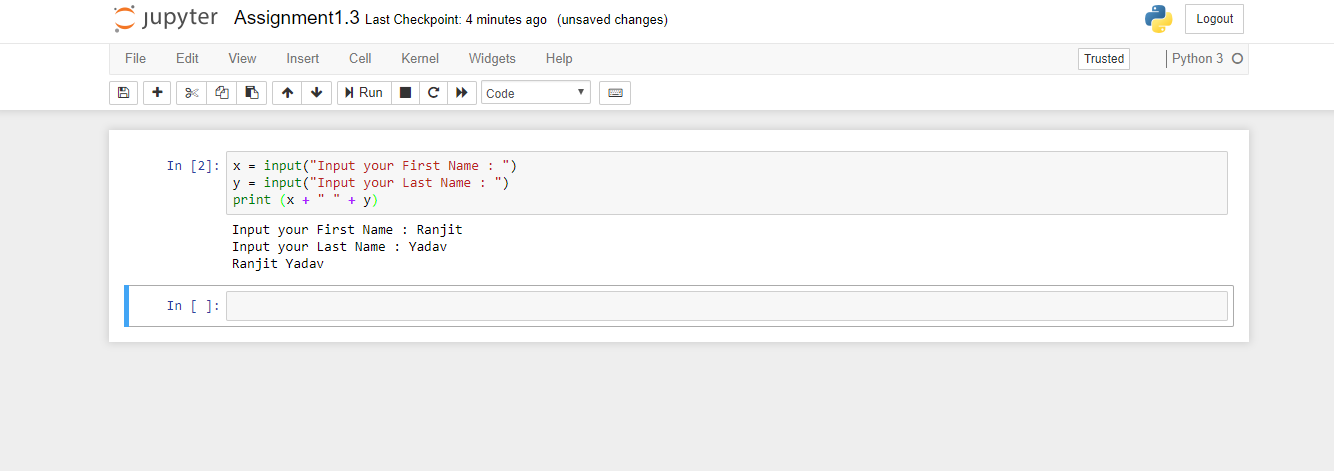 jupyter Assignment1.3 Last Checkpoint: 4 minutes ago (unsaved changes) Logout
File Edit View Insert Cell Kernel Widgets Help Trusted Python 3
Run Code
In [2]: x = input("Input your First Name : ")
y = input("Input your Last Name : ")
print (x + " " + y)
Input your First Name : Ranjit
Input your Last Name : Yadav
Ranjit Yadav
In [ ]: